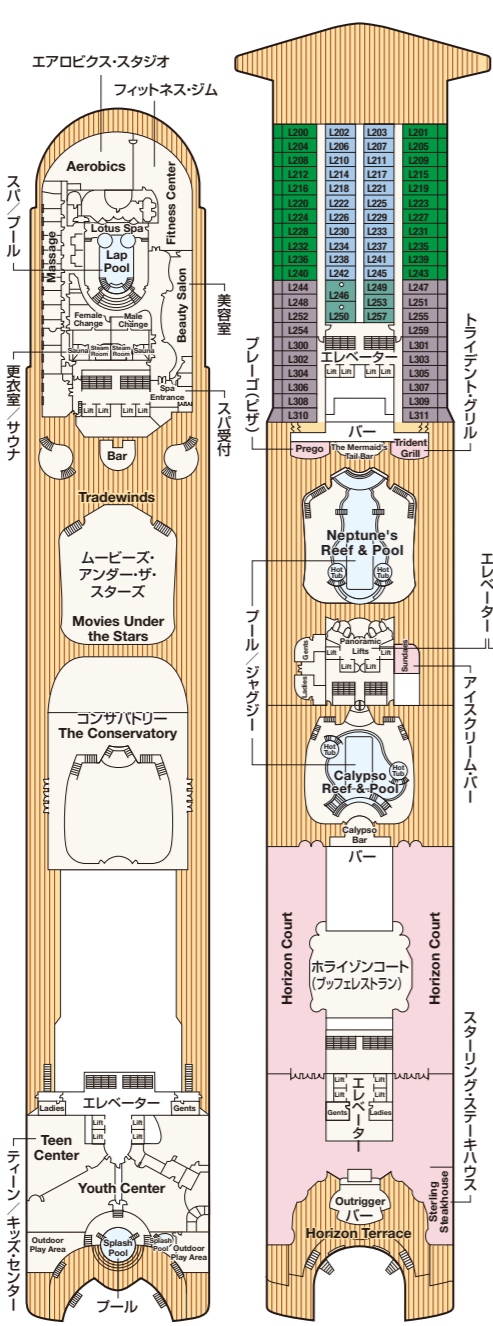 エアロビクス・スタジオ
フィットネス・ジム
Aerobics
Fitness Center
スパ／プール
Massage
Lotus Spa
Lap
Pool
Beauty Salon
美容室
Female
Change
Male
Change
Sauna
Steam
Room
Steam
Room
Sauna
更衣室／サウナ
Spa
Entrance
スパ受付
Lift
Lift
Lift
Lift
Bar
Tradewinds
ムービーズ・
アンダー・ザ・
スターズ
Movies Under
the Stars
コンサバトリー
The Conservatory
エレベーター
Ladies
Gents
Lift
Lift
Lift
Lift
Teen
Center
Youth Center
ティーン／キッズ・センター
Outdoor
Play Area
Splash
Pool
Splash
Pool
Outdoor
Play Area
プール
L200 L202 L203 L201
L204 L206 L207 L205
L208 L210 L211 L209
L212 L214 L217 L215
L216 L218 L221 L219
L220 L222 L225 L223
L224 L226 L229 L227
L228 L230 L233 L231
L232 L234 L237 L235
L236 L238 L241 L239
L240 L242 L245 L243
L244 L246 L249 L247
L248 L253 L251
L252 L250 L257 L255
L254 L259
L300 L301
L302 L303
L304 L305
L306 L307
L308 L309
L310 L311
エレベーター
Lift
Lift
Lift
Lift
プレーゴ(ピザ)
トライデント・グリル
バー
Prego
The Mermaid's
Tail Bar
Trident
Grill
Neptune's
Reef & Pool
Hot
Tub
Hot
Tub
プール／ジャグジー
エレベーター
Gents
Ladies
Panoramic
Lifts
Lift
Lift
Lift
Lift
Sundaes
アイスクリーム・バー
Hot
Tub
Hot
Tub
Calypso
Reef & Pool
Calypso
Bar
バー
Horizon Court
ホライゾンコート
(ブッフェレストラン)
Horizon Court
Lift
Lift
Lift
Lift
エレベーター
Gents
Ladies
スターリング・ステーキハウス
Outrigger
バー
Sterling
Steakhouse
Horizon Terrace